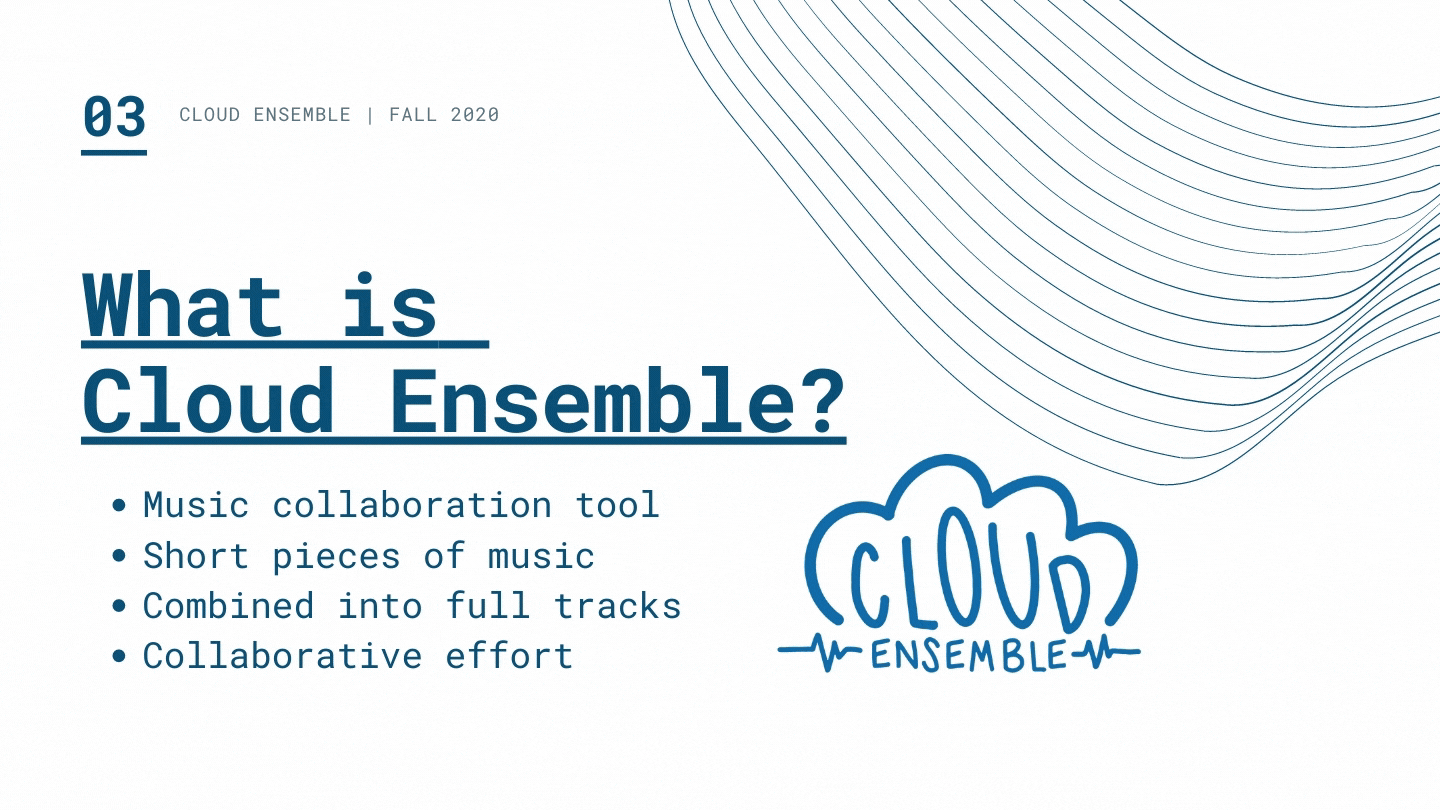 03
CLOUD ENSEMBLE | FALL 2020
What is
Cloud Ensemble?
• Music collaboration tool
• Short pieces of music
• Combined into full tracks
• Collaborative effort
CLOUD
ENSEMBLE